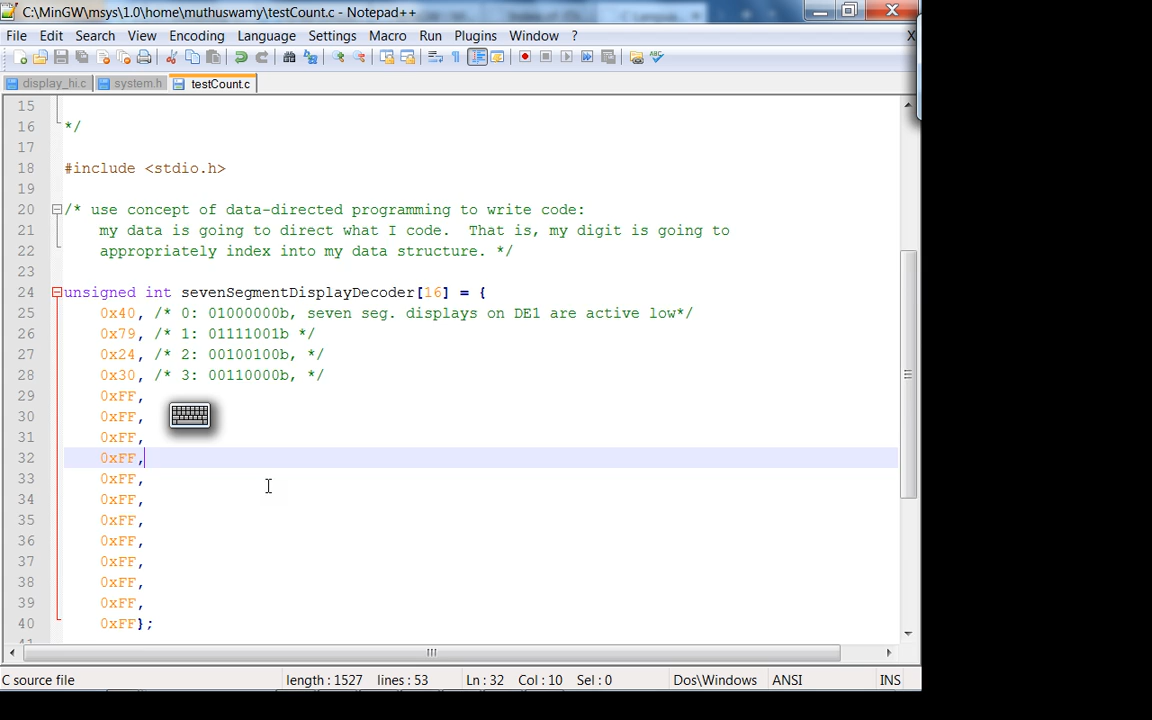 C:\MinGW\msys\1.0\home\muthuswamy\testCount.c - Notepad++
File Edit Search View Encoding Language Settings Macro Run Plugins Window ? X
display_hi.c system.h testCount.c
15
16 */
17
18 #include <stdio.h>
19
20 /* use concept of data-directed programming to write code:
21 my data is going to direct what I code. That is, my digit is going to
22 appropriately index into my data structure. */
23
24 unsigned int sevenSegmentDisplayDecoder[16] = {
25 0x40, /* 0: 01000000b, seven seg. displays on DE1 are active low*/
26 0x79, /* 1: 01111001b */
27 0x24, /* 2: 00100100b, */
28 0x30, /* 3: 00110000b, */
29 0xFF,
30 0xFF,
31 0xFF,
32 0xFF,
33 0xFF,
34 0xFF,
35 0xFF,
36 0xFF,
37 0xFF,
38 0xFF,
39 0xFF,
40 0xFF};
C source file length : 1527 lines : 53 Ln : 32 Col : 10 Sel : 0 Dos\Windows ANSI INS